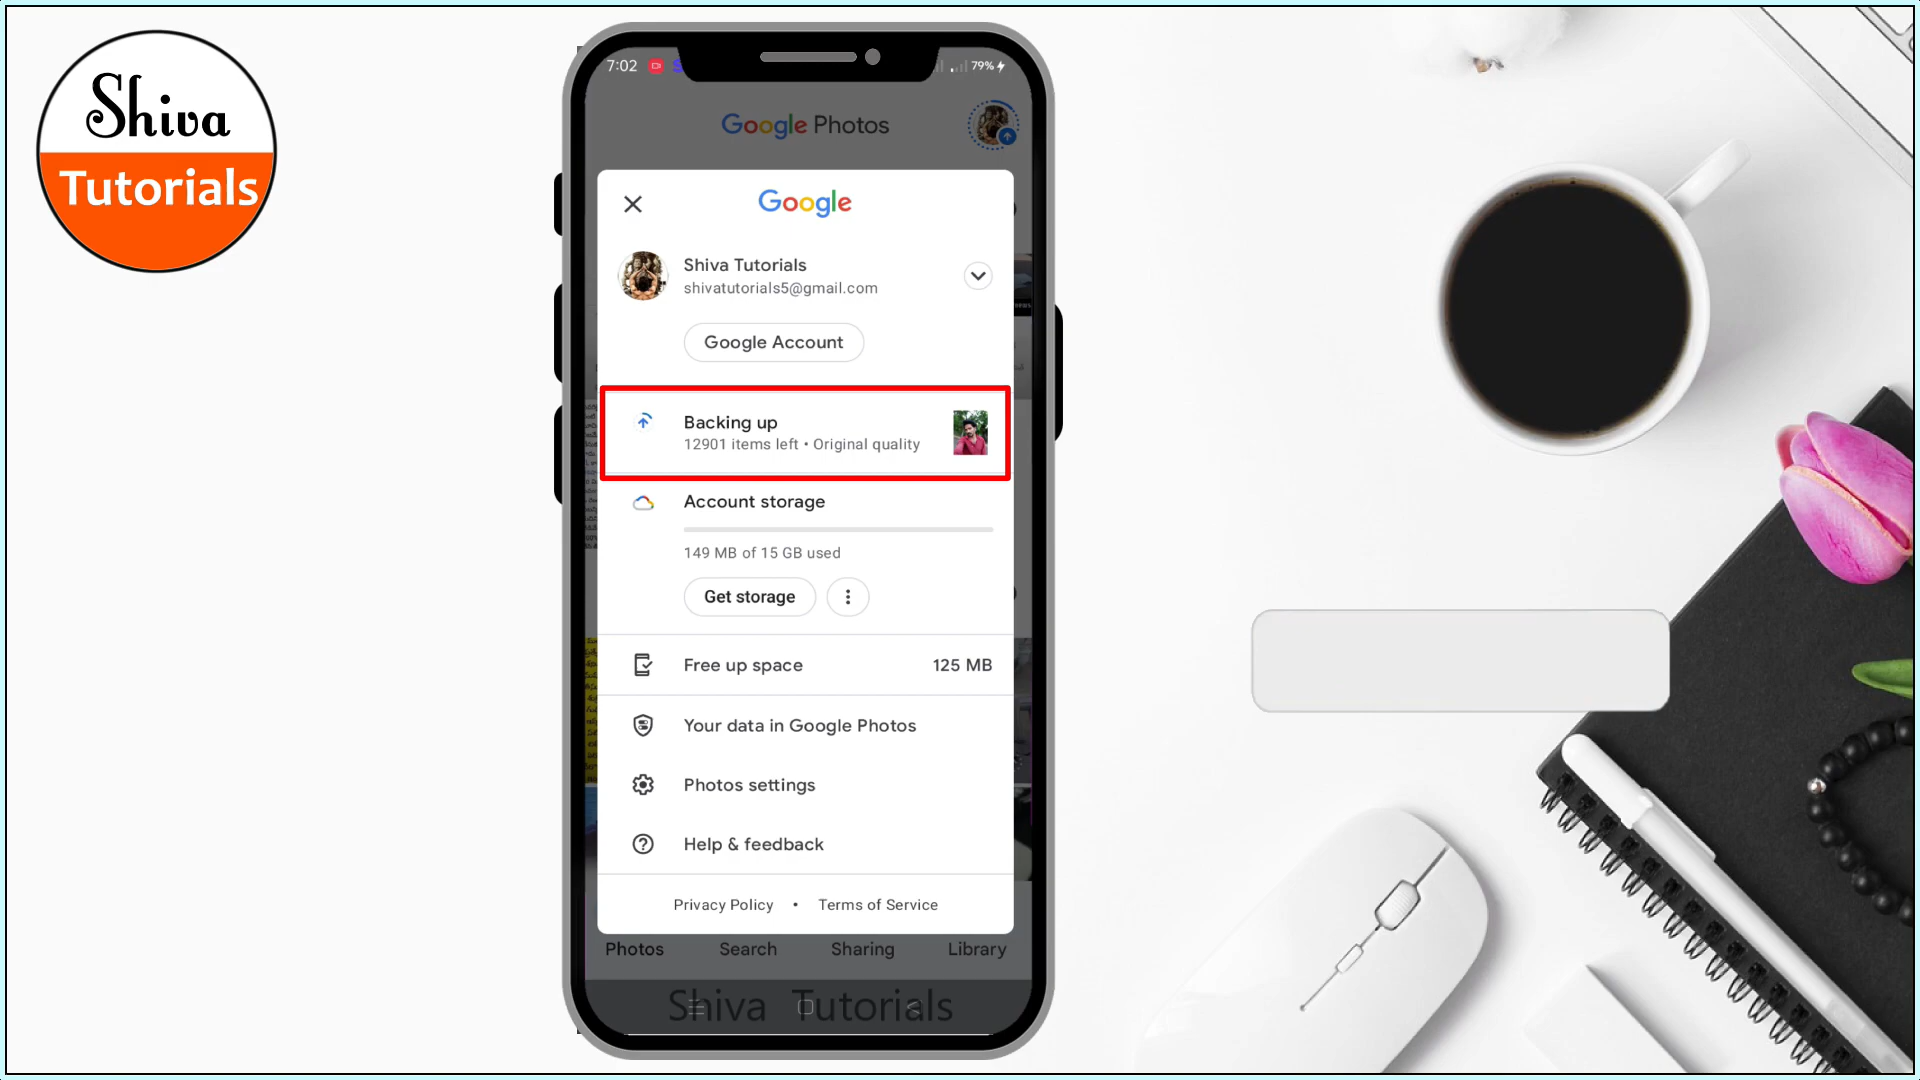 Shiva
Tutorials
7:02
79%
Google Photos
Google
Shiva Tutorials
shivatutorials5@gmail.com
Google Account
Backing up
12901 items left • Original quality
Account storage
149 MB of 15 GB used
Get storage
Free up space 125 MB
Your data in Google Photos
Photos settings
Help & feedback
Privacy Policy • Terms of Service
Photos Search Sharing Library
Shiva Tutorials